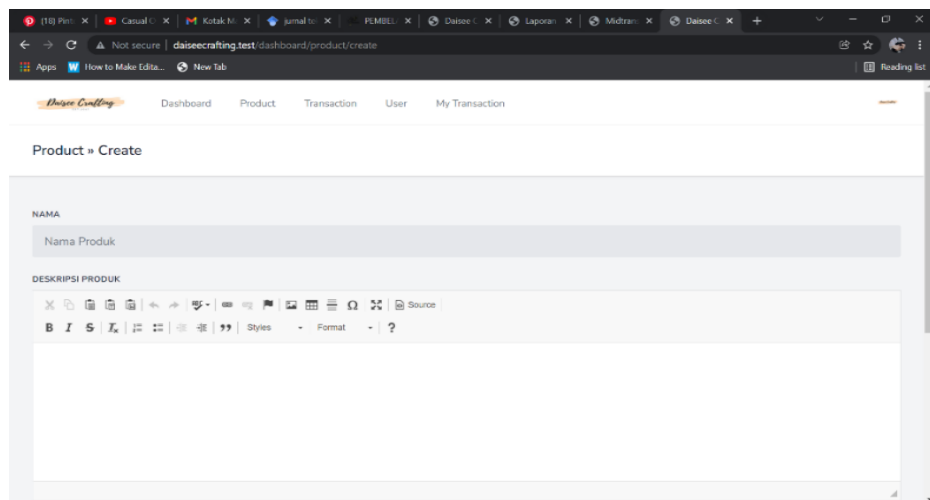 (18) Pint
Casual
Kotak M
jurnal te
PEMBEL
Daisee C
Laporan
Midtran
Daisee C
Not secure | daiseecrafting.test/dashboard/product/create
Apps How to Make Edita... New Tab Reading list
Daisee Crafting Dashboard Product Transaction User My Transaction
Product » Create
NAMA
Nama Produk
DESKRIPSI PRODUK
Source
B I S Ix Styles Format ?